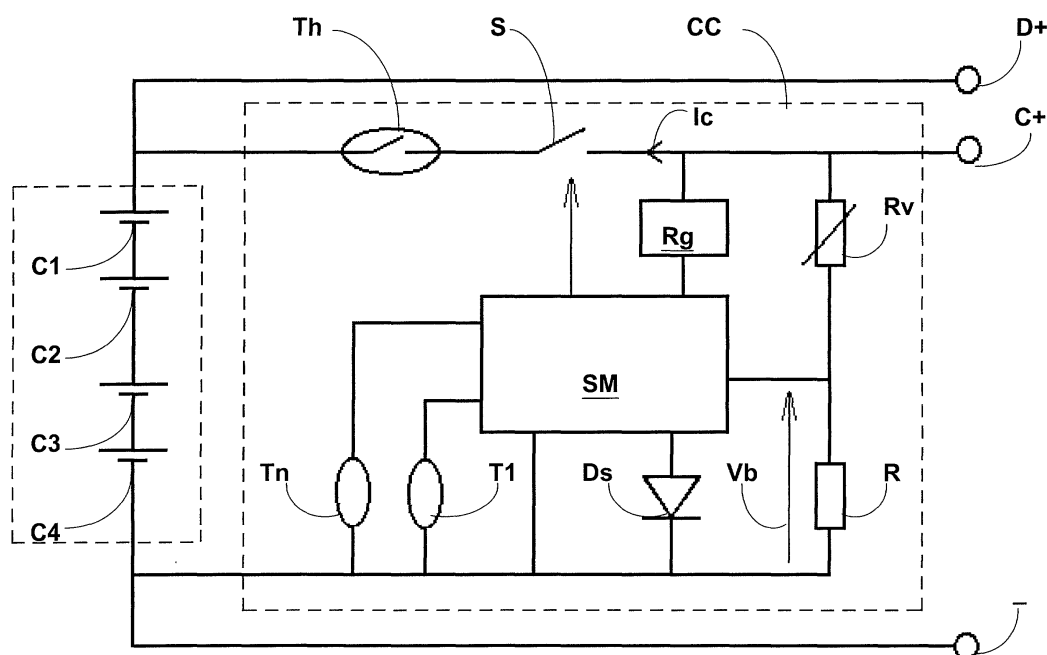 Th S CC D+
Ic C+
Rg Rv
C1
C2
SM
C3
Tn T1 Ds Vb R
C4
–